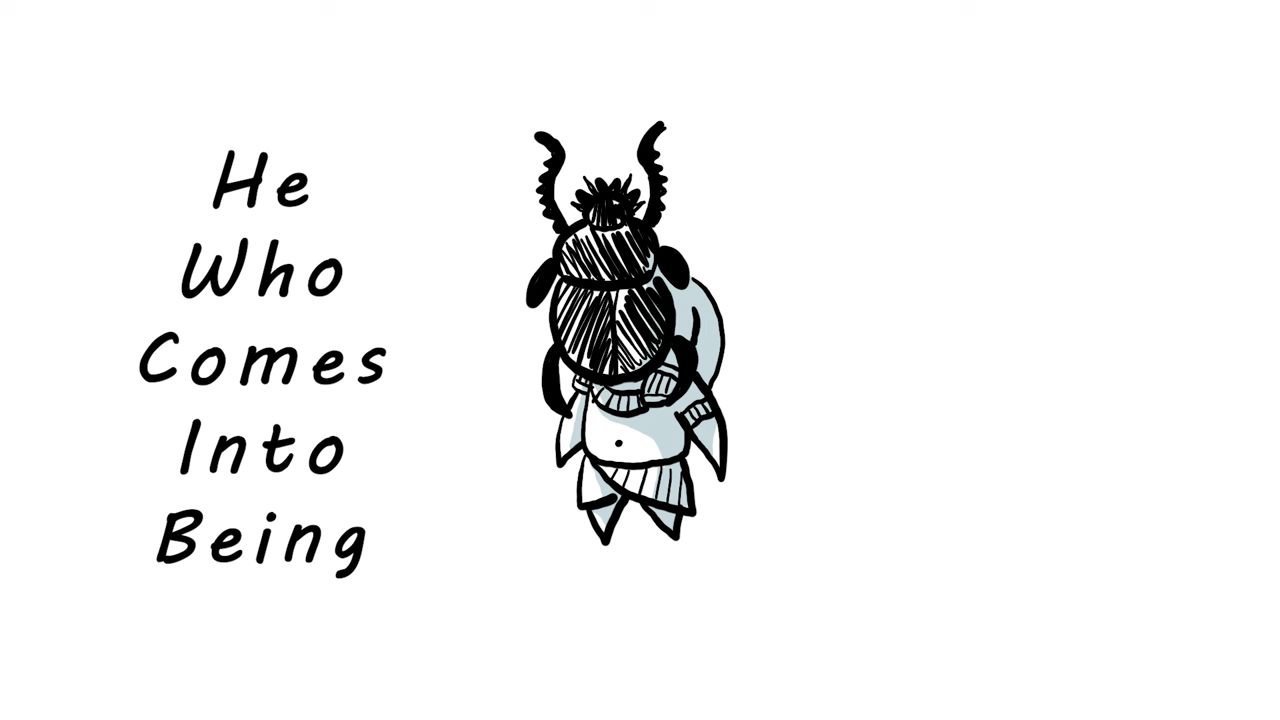 He
Who
Comes
Into
Being